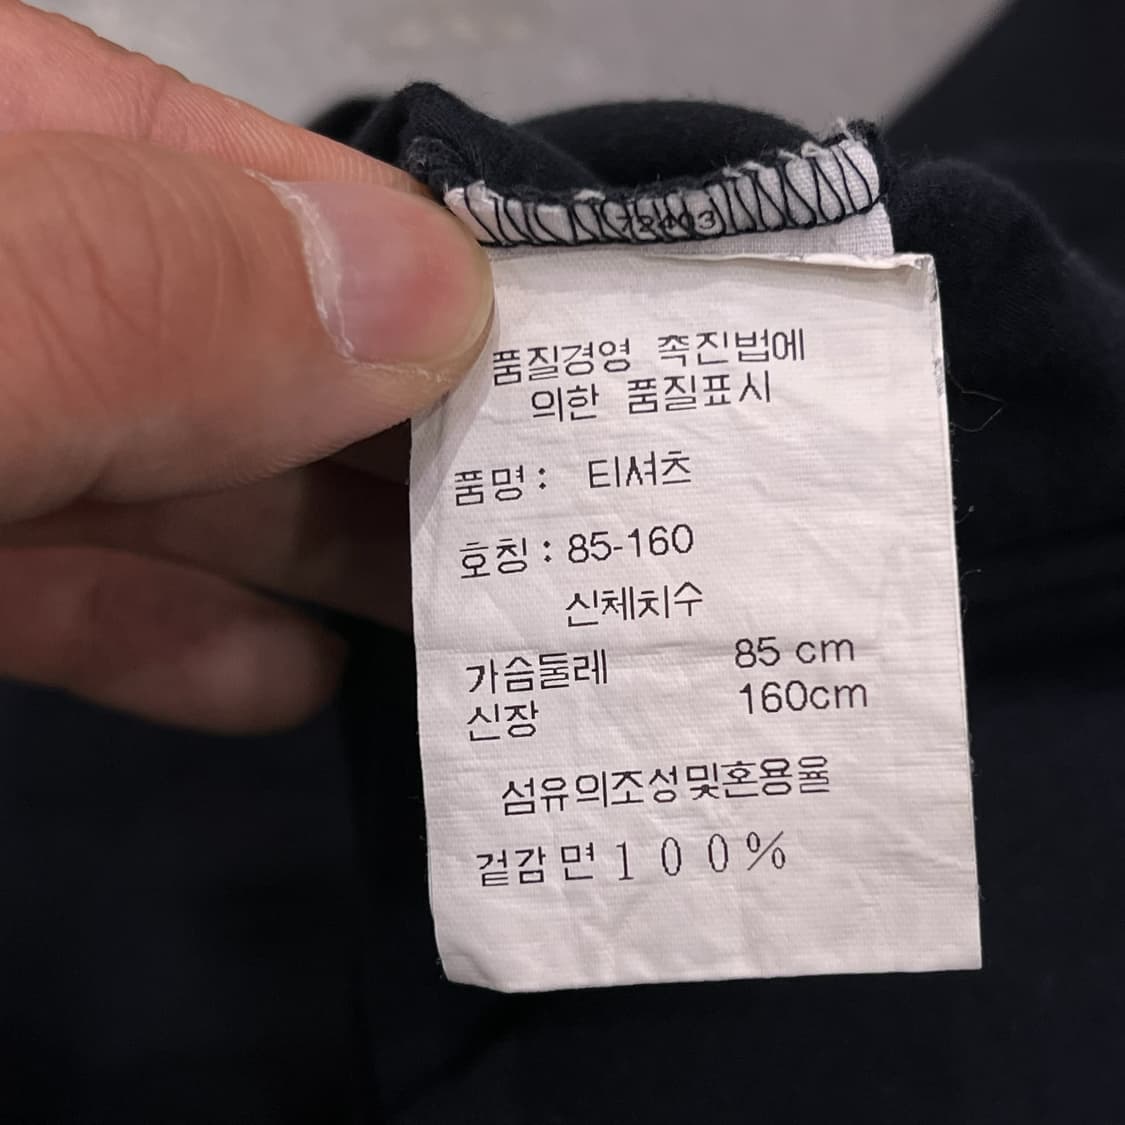 품질경영 촉진법에
의한 품질표시
품명 : 티셔츠
호칭 : 85-160
신체치수
가슴둘레 85 cm
신장 160cm
섬유의조성및혼용율
겉감 면 100%